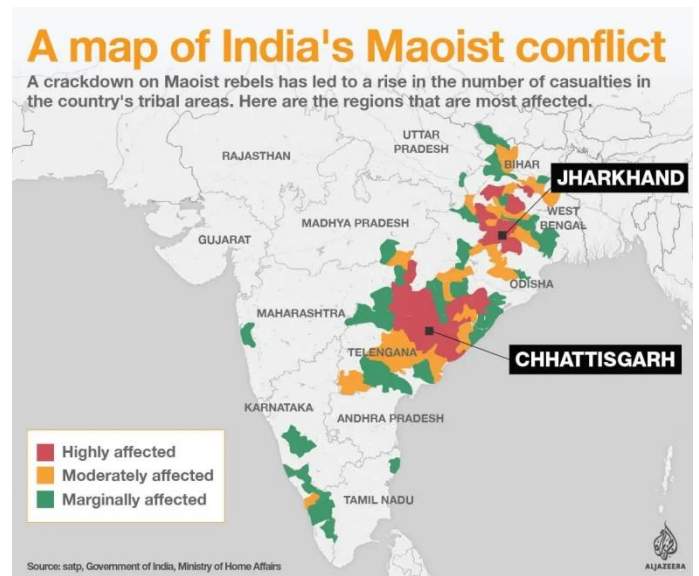 A map of India's Maoist conflict
A crackdown on Maoist rebels has led to a rise in the number of casualties in
the country's tribal areas. Here are the regions that are most affected.
UTTAR
PRADESH
RAJASTHAN
BIHAR
JHARKHAND
WEST
BENGAL
MADHYA PRADESH
GUJARAT
ODISHA
MAHARASHTRA
TELENGANA
CHHATTISGARH
KARNATAKA
ANDHRA PRADESH
Highly affected
Moderately affected
Marginally affected
TAMIL NADU
Source: satp, Government of India, Ministry of Home Affairs
ALJAZEERA